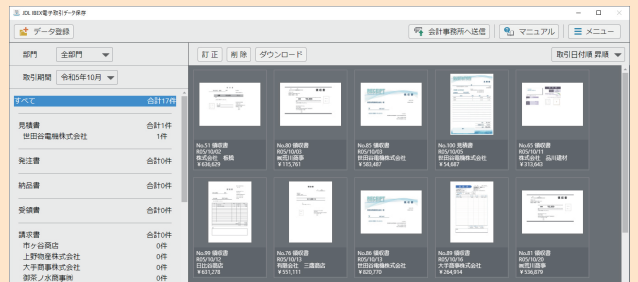 JDL IBEX電子取引データ保存
データ登録
会計事務所へ送信
マニュアル
メニュー
部門 全部門
訂正 削除 ダウンロード
取引日付順 昇順
取引期間 令和5年10月
すべて 合計17件
見積書 合計1件
世田谷電機株式会社 1件
発注書 合計0件
納品書 合計0件
受領書 合計0件
請求書 合計0件
市ヶ谷商店 0件
上野物産株式会社 0件
大手商事株式会社 0件
御茶ノ水商事㈲ 0件
No.51 領収書
R05/10/02
株式会社 板橋
¥636,629
No.80 領収書
R05/10/03
㈱荒川商事
¥115,761
No.85 領収書
R05/10/03
世田谷電機株式会社
¥583,487
No.100 見積書
R05/10/05
世田谷電機株式会社
¥54,687
No.65 領収書
R05/10/11
株式会社 品川建材
¥313,643
No.99 領収書
R05/10/12
日比谷商店
¥631,278
No.76 領収書
R05/10/13
有限会社 三鷹商店
¥551,111
No.86 領収書
R05/10/13
世田谷電機株式会社
¥820,770
No.89 領収書
R05/10/16
大手商事株式会社
¥264,914
No.81 領収書
R05/10/20
㈱荒川商事
¥536,879